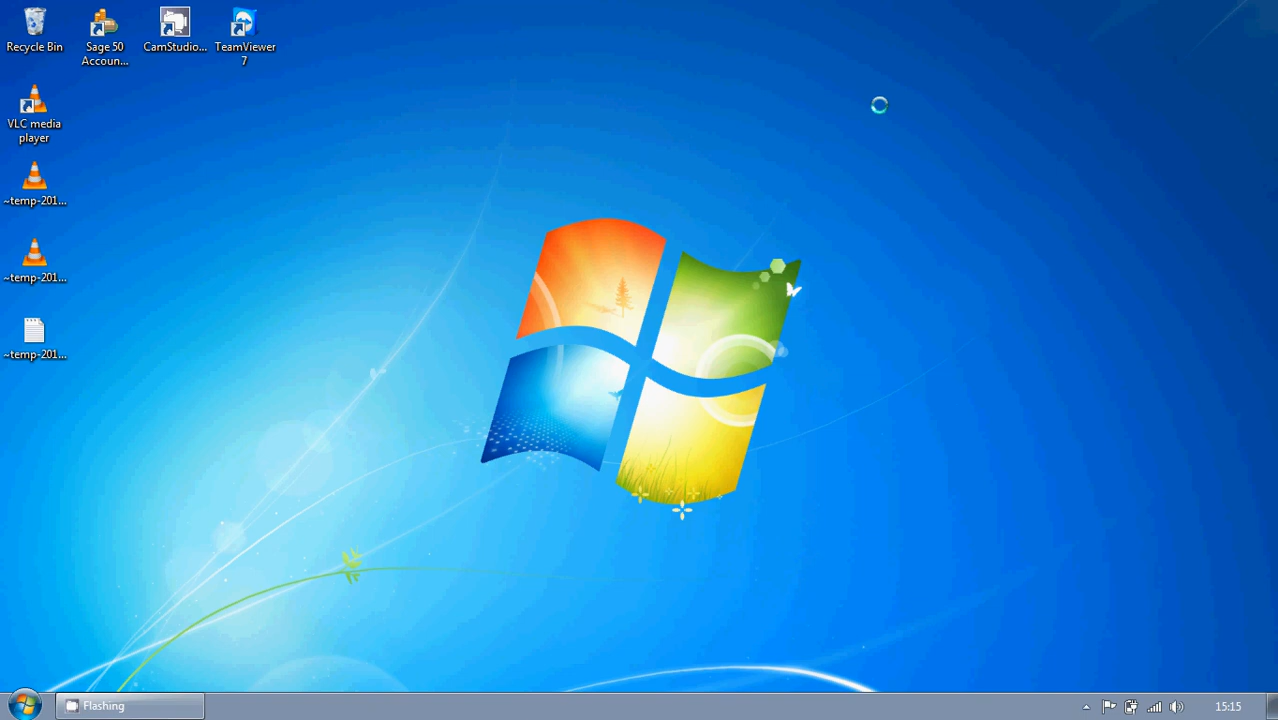 Recycle Bin
Sage 50
Accoun...
CamStudio...
TeamViewer
7
VLC media
player
~temp-201...
~temp-201...
~temp-201...
Flashing
15:15